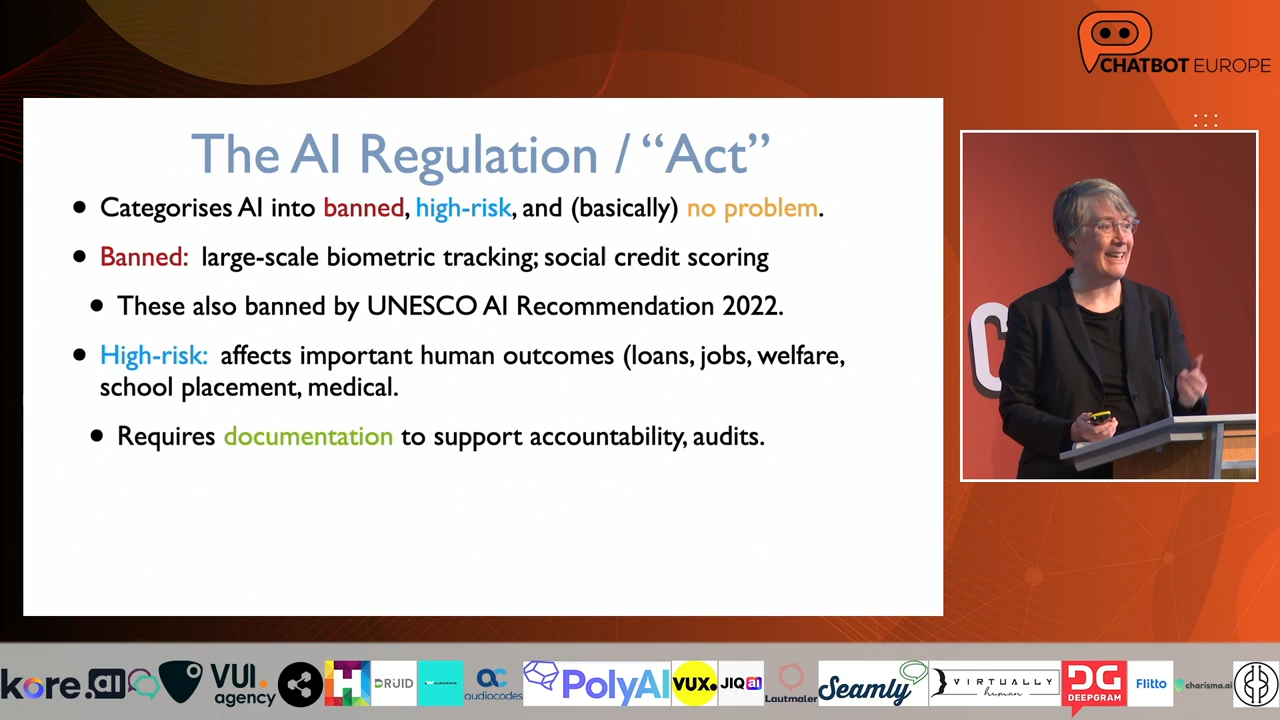 CHATBOT EUROPE
The AI Regulation / “Act”
• Categorises AI into banned, high-risk, and (basically) no problem.
• Banned: large-scale biometric tracking; social credit scoring
• These also banned by UNESCO AI Recommendation 2022.
• High-risk: affects important human outcomes (loans, jobs, welfare,
school placement, medical.
• Requires documentation to support accountability, audits.
C
kore.ai
VUI.
agency
H
DRUID
audiocodes
PolyAI
VUX.
JIQ ai
Lautmaler
Seamly
VIRTUALLY
human
DG
DEEPGRAM
Flitto
charisma.ai